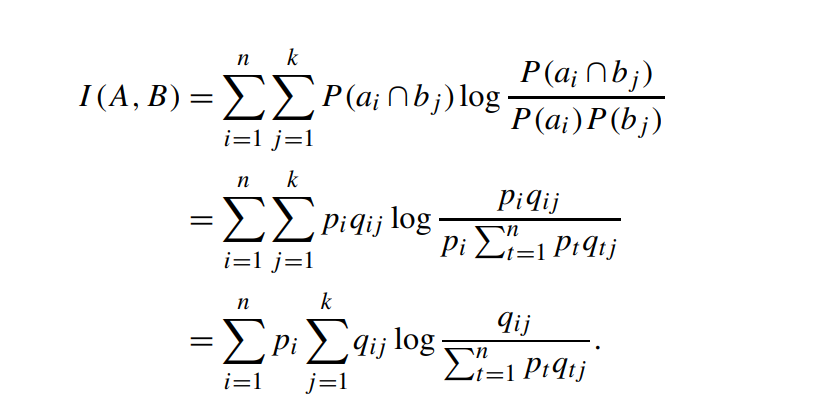 I(A, B) = \sum_{i=1}^{n} \sum_{j=1}^{k} P(a_i ∩ b_j) log \frac{P(a_i ∩ b_j)}{P(a_i)P(b_j)}
= \sum_{i=1}^{n} \sum_{j=1}^{k} p_i q_{ij} log \frac{p_i q_{ij}}{p_i \sum_{t=1}^{n} p_t q_{tj}}
= \sum_{i=1}^{n} p_i \sum_{j=1}^{k} q_{ij} log \frac{q_{ij}}{\sum_{t=1}^{n} p_t q_{tj}}.